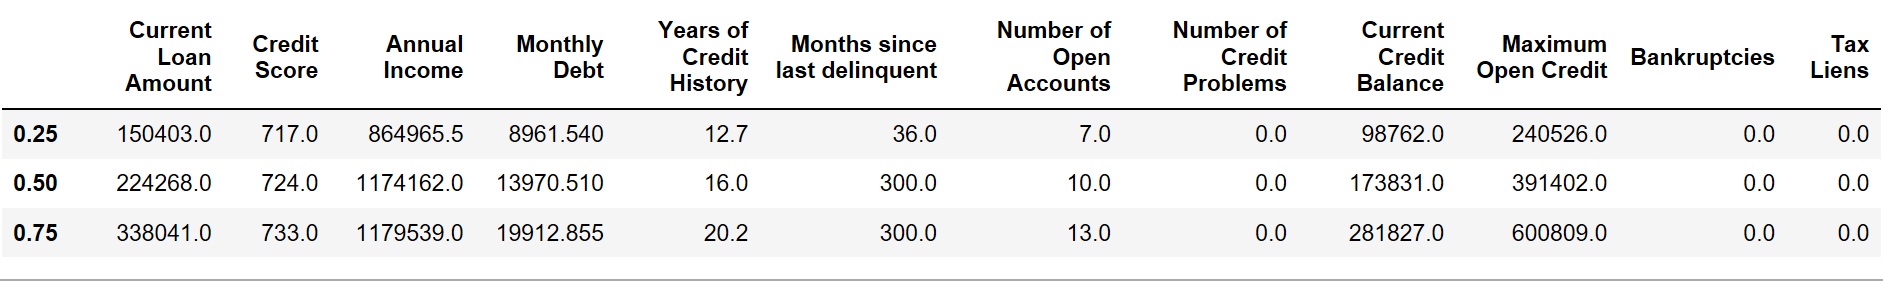 Current Loan Amount Credit Score Annual Income Monthly Debt Years of Credit History Months since last delinquent Number of Open Accounts Number of Credit Problems Current Credit Balance Maximum Open Credit Bankruptcies Tax Liens
0.25 150403.0 717.0 864965.5 8961.540 12.7 36.0 7.0 0.0 98762.0 240526.0 0.0 0.0
0.50 224268.0 724.0 1174162.0 13970.510 16.0 300.0 10.0 0.0 173831.0 391402.0 0.0 0.0
0.75 338041.0 733.0 1179539.0 19912.855 20.2 300.0 13.0 0.0 281827.0 600809.0 0.0 0.0